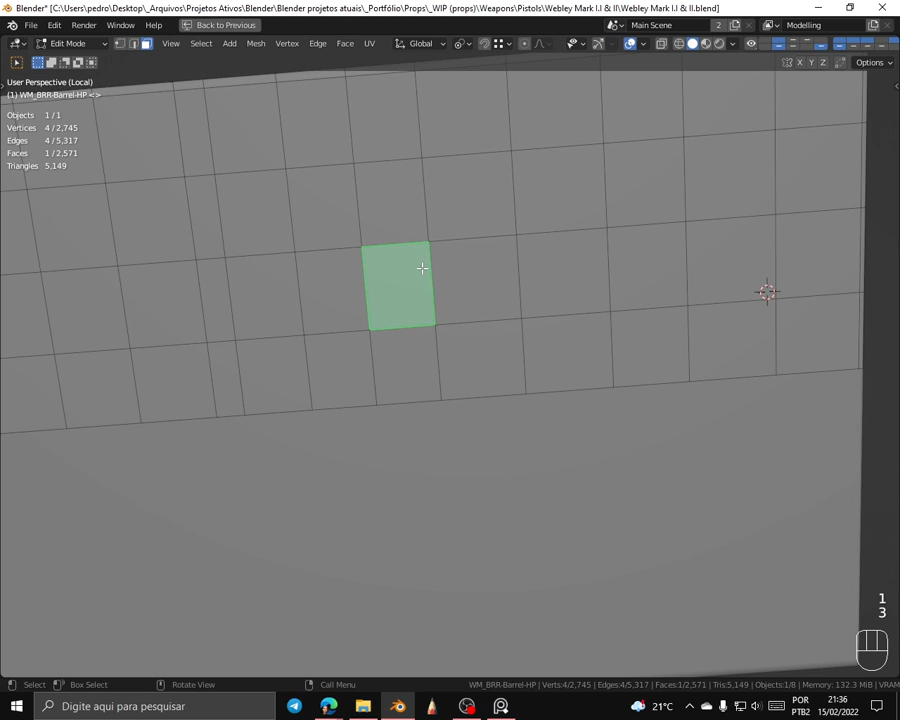 Blender* [C:\Users\pedro\Desktop\_Arquivos\Projetos Ativos\Blender\Blender projetos atuais\_Portfólio\Props\_WIP (props)\Weapons\Pistols\Webley Mark I.I & II\Webley Mark I.I & II.blend]
File Edit Render Window Help Back to Previous Main Scene 2 Modelling
Edit Mode View Select Add Mesh Vertex Edge Face UV Global
X Y Z Options
User Perspective (Local)
(1) WM_BRR-Barrel-HP <>
Objects 1/1
Vertices 4/2,745
Edges 4/5,317
Faces 1/2,571
Triangles 5,149
1
3
Select Box Select Rotate View Call Menu WM_BRR-Barrel-HP | Verts:4/2,745 | Edges:4/5,317 | Faces:1/2,571 | Tris:5,149 | Objects:1/8 | Memory: 132.3 MiB | VRAM
Digite aqui para pesquisar 21°C POR 21:36
PTB2 15/02/2022